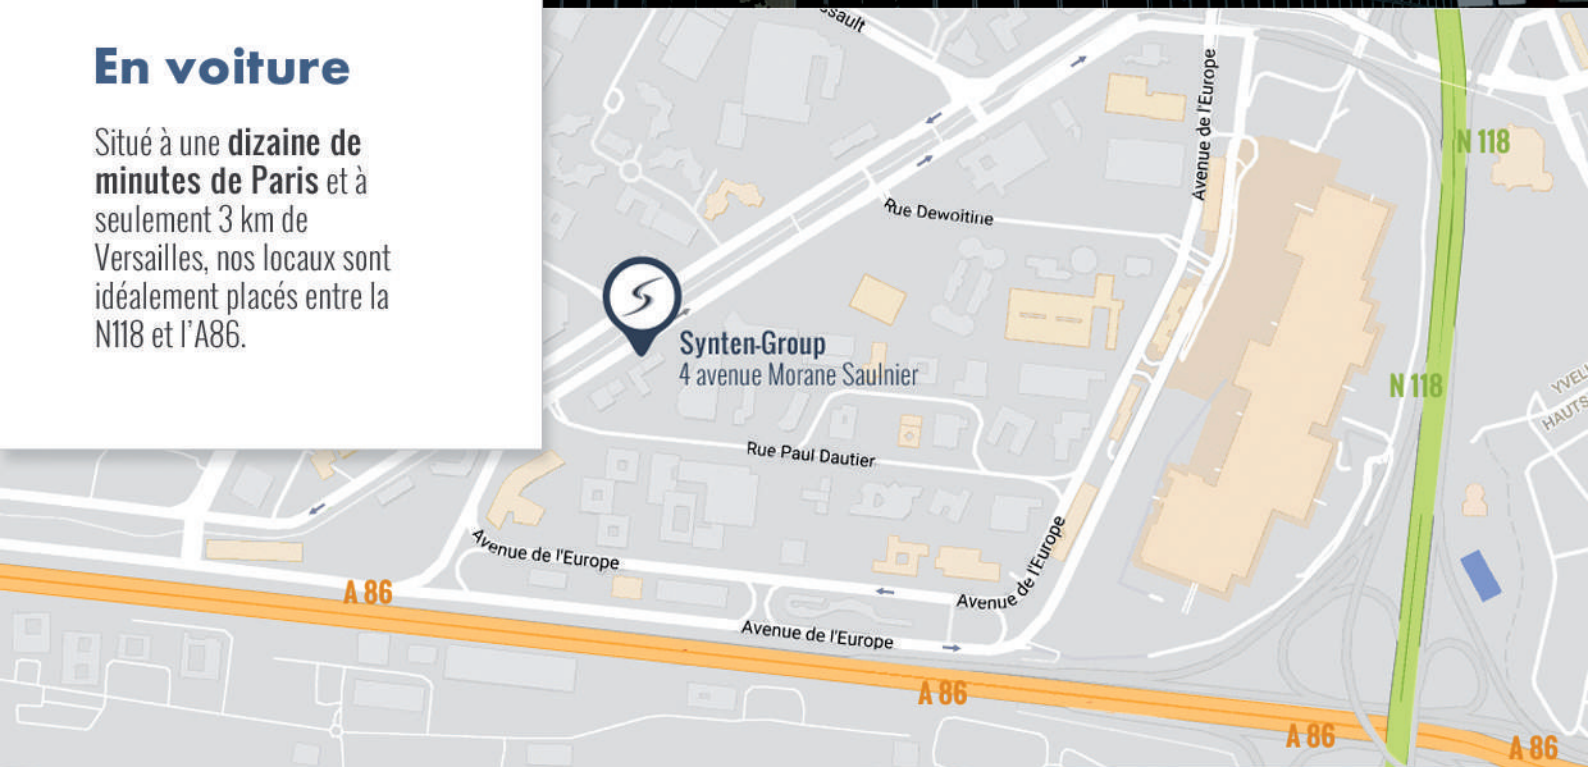 En voiture
Situé à une dizaine de
minutes de Paris et à
seulement 3 km de
Versailles, nos locaux sont
idéalement placés entre la
N118 et l'A86.
Avenue de l'Europe
N 118
Rue Dewoitine
Synten-Group
4 avenue Morane Saulnier
N 118
Rue Paul Dautier
Avenue de l'Europe
Avenue de l'Europe
A 86
Avenue de l'Europe
A 86
A 86
A 86